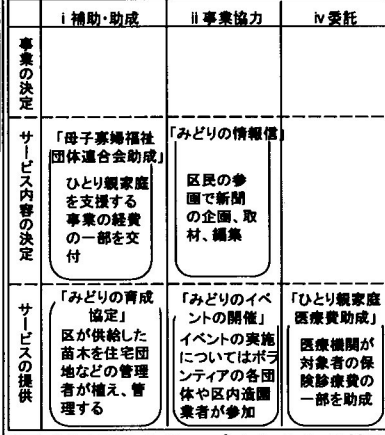 i 補助・助成
ii 事業協力
iv 委託
事業の決定
サービス内容の決定
「母子寡婦福祉
団体連合会助成」
ひとり親家庭
を支援する
事業の経費
の一部を交
付
「みどりの情報信」
区民の参
画で新聞
の企画、取
材、編集
サービスの提供
「みどりの育成
協定」
区が供給した
苗木を住宅団
地などの管理
者が植え、管
理する
「みどりのイベ
ントの開催」
イベントの実施
についてはボラ
ンティアの各団
体や区内造園
業者が参加
「ひとり親家庭
医療費助成」
医療機関が
対象者の保
険診療費の
一部を助成